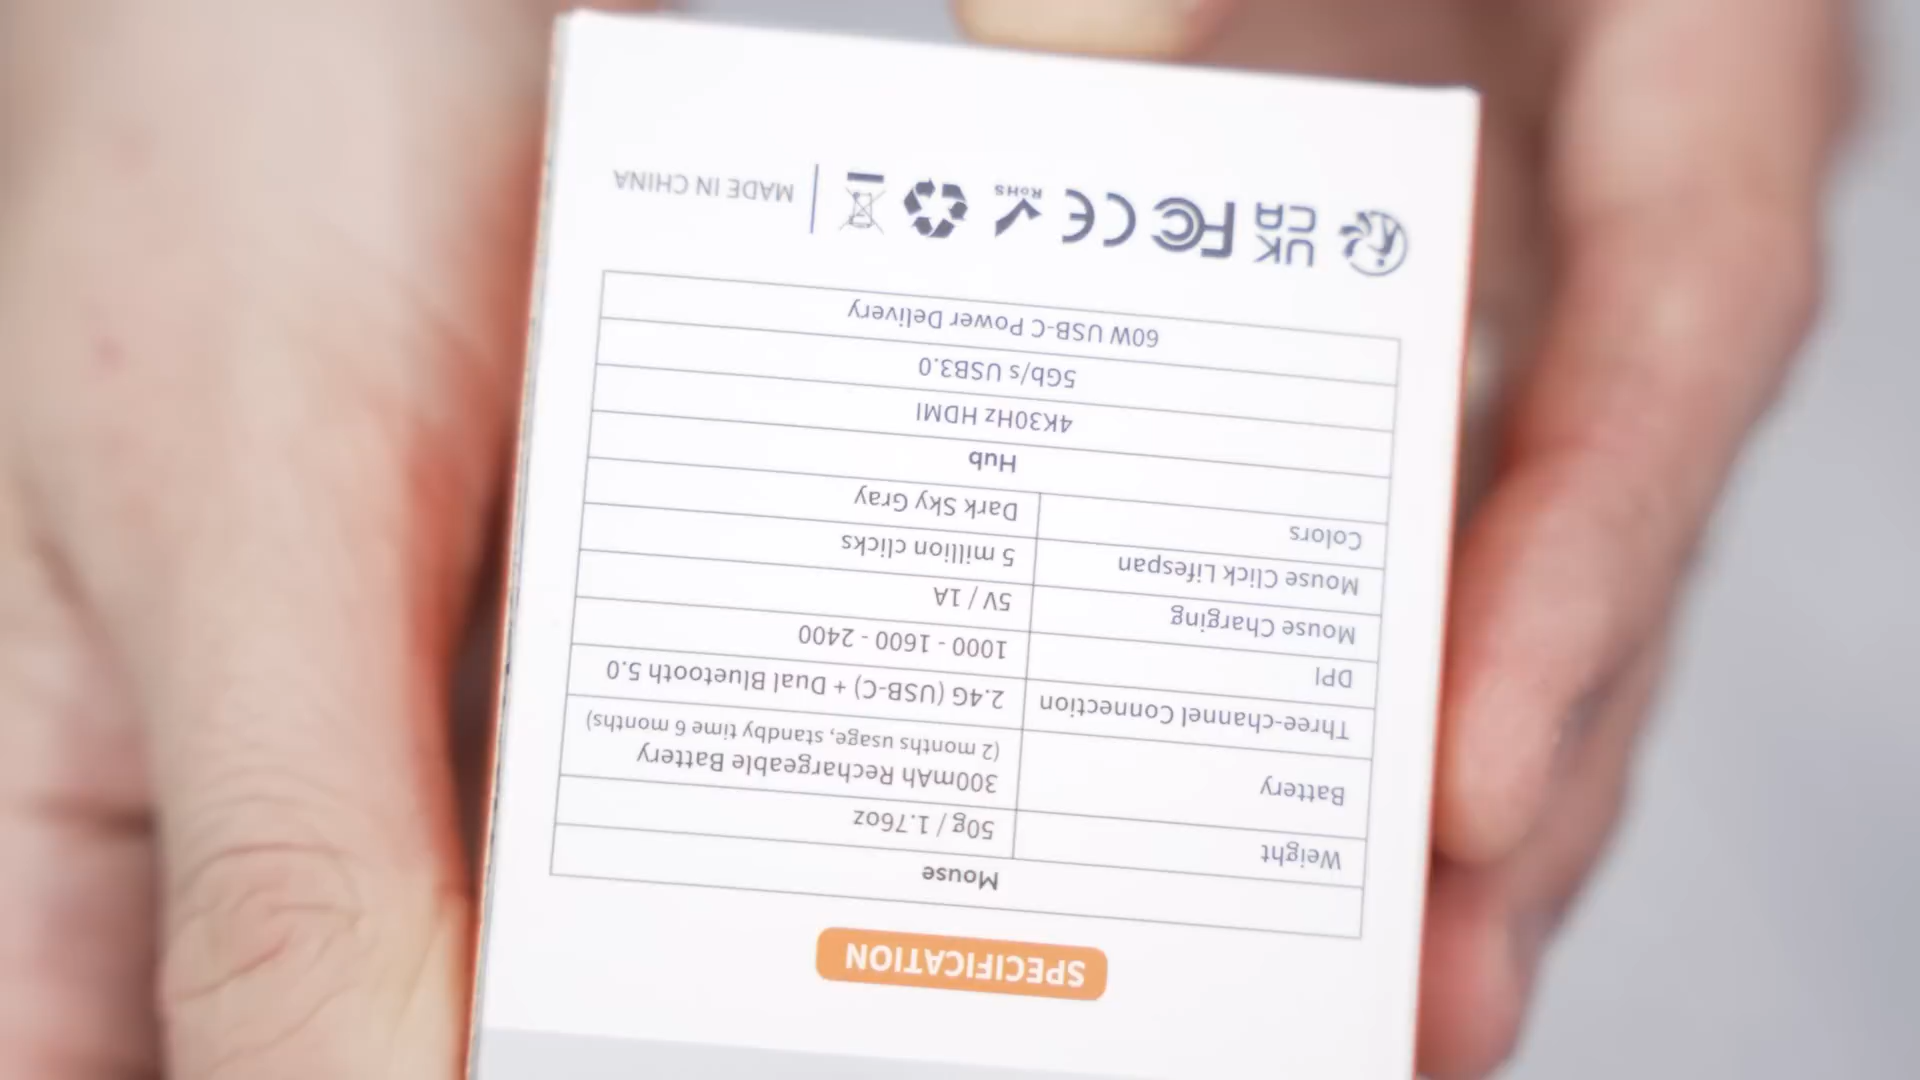 SPECIFICATION
Mouse
Weight 50g / 1.76oz
Battery 300mAh Rechargeable Battery
(2 months usage, standby time 6 months)
Three-channel Connection 2.4G (USB-C) + Dual Bluetooth 5.0
DPI 1000 - 1600 - 2400
Mouse Charging 5V / 1A
Mouse Click Lifespan 5 million clicks
Colors Dark Sky Gray
Hub
4K30Hz HDMI
5Gb/s USB3.0
60W USB-C Power Delivery
UK
CA FC CE RoHS MADE IN CHINA